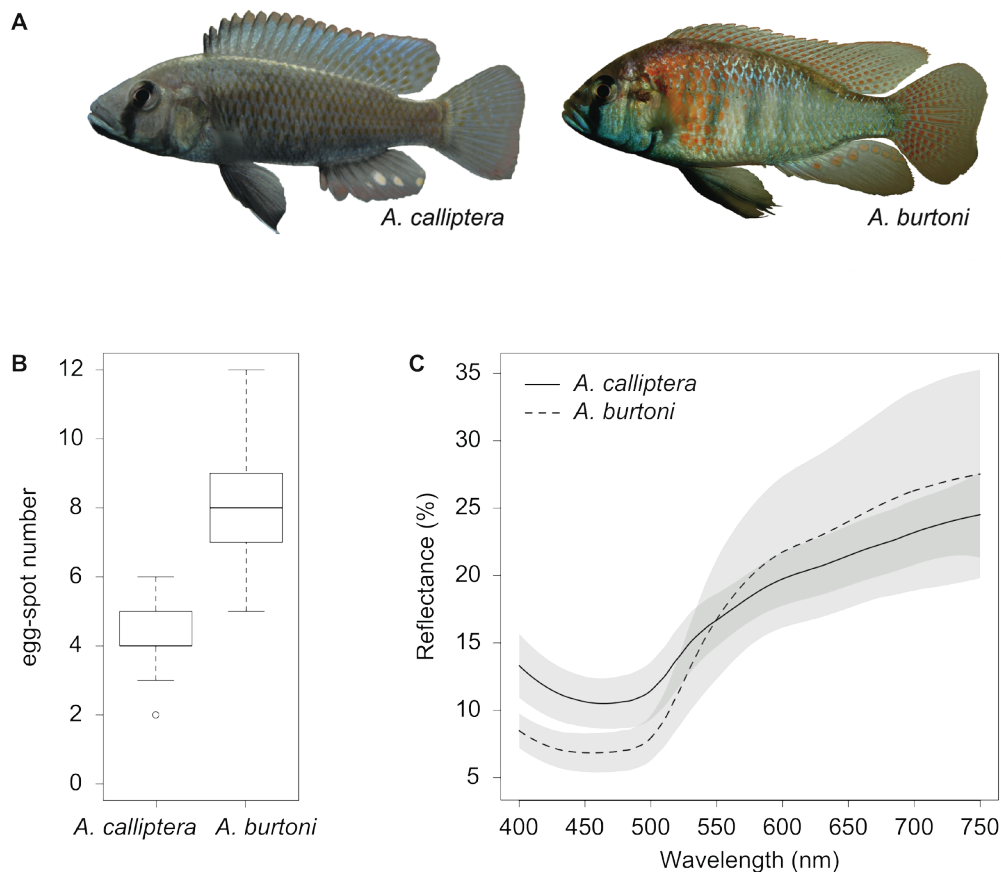 A
A. calliptera
A. burtoni
B
12
10
8
6
4
2
0
egg-spot number
A. calliptera
A. burtoni
C
A. calliptera
A. burtoni
35
30
25
20
15
10
5
Reflectance (%)
400 450 500 550 600 650 700 750
Wavelength (nm)